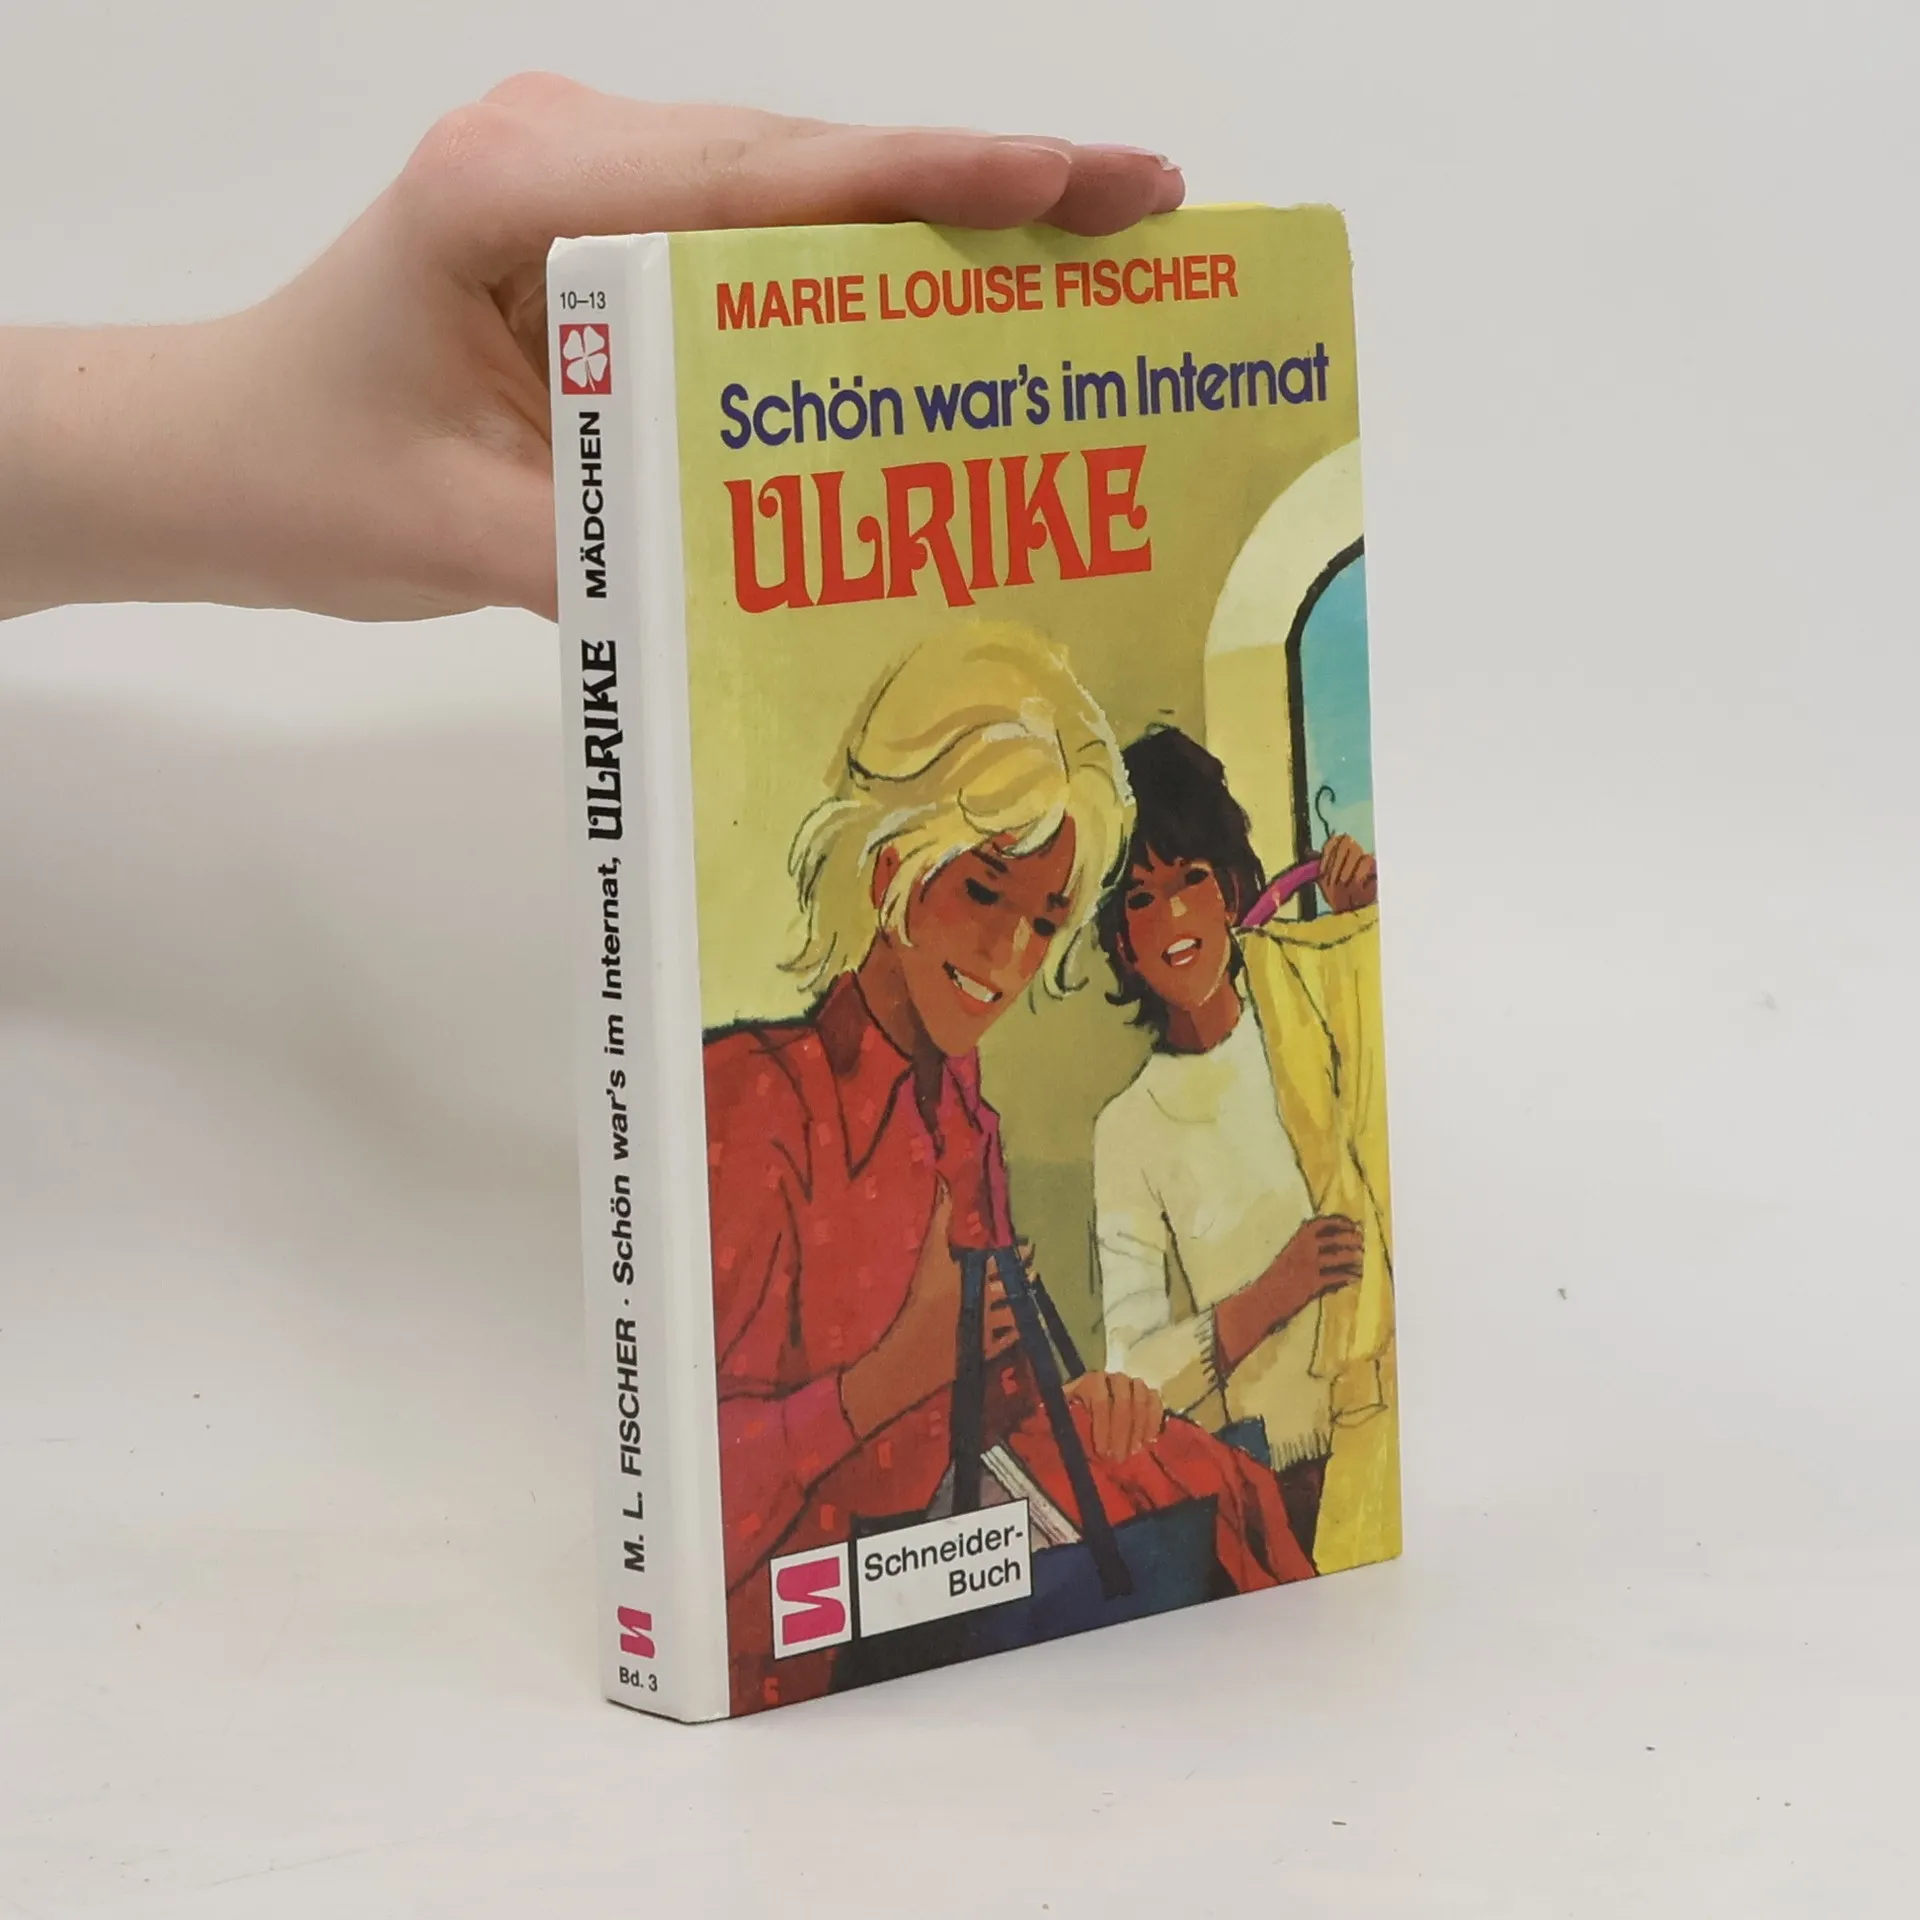 MARIE LOUISE FISCHER
Schön war's im Internat
ULRIKE
Schneider-
Buch
10–13
M. L. FISCHER · Schön war's im Internat, ULRIKE MÄDCHEN
Bd. 3